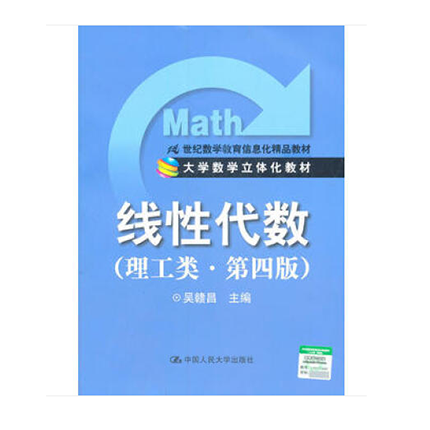 Math
21世纪数学教育信息化精品教材
大学数学立体化教材
线性代数
(理工类·第四版)
吴赣昌 主编
中国人民大学出版社